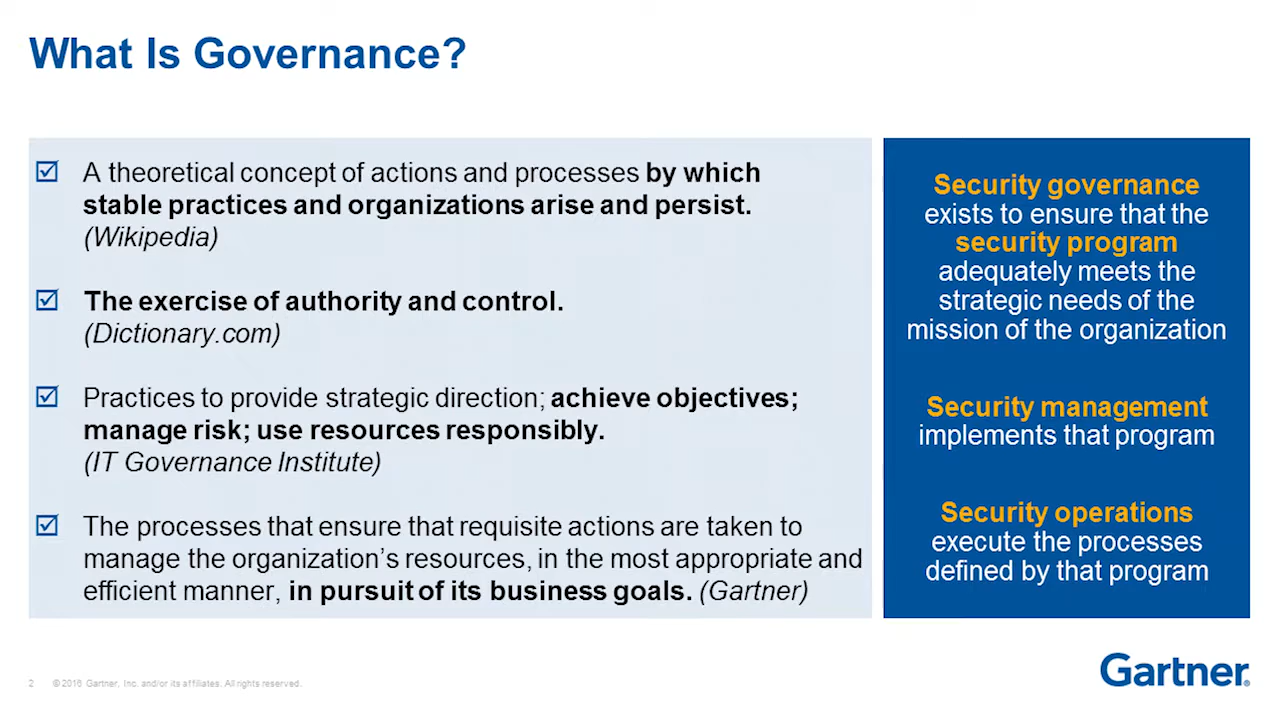 What Is Governance?
A theoretical concept of actions and processes by which
stable practices and organizations arise and persist.
(Wikipedia)
The exercise of authority and control.
(Dictionary.com)
Practices to provide strategic direction; achieve objectives;
manage risk; use resources responsibly.
(IT Governance Institute)
The processes that ensure that requisite actions are taken to
manage the organization's resources, in the most appropriate and
efficient manner, in pursuit of its business goals. (Gartner)
Security governance
exists to ensure that the
security program
adequately meets the
strategic needs of the
mission of the organization
Security management
implements that program
Security operations
execute the processes
defined by that program
2 © 2016 Gartner, Inc. and/or its affiliates. All rights reserved.
Gartner®